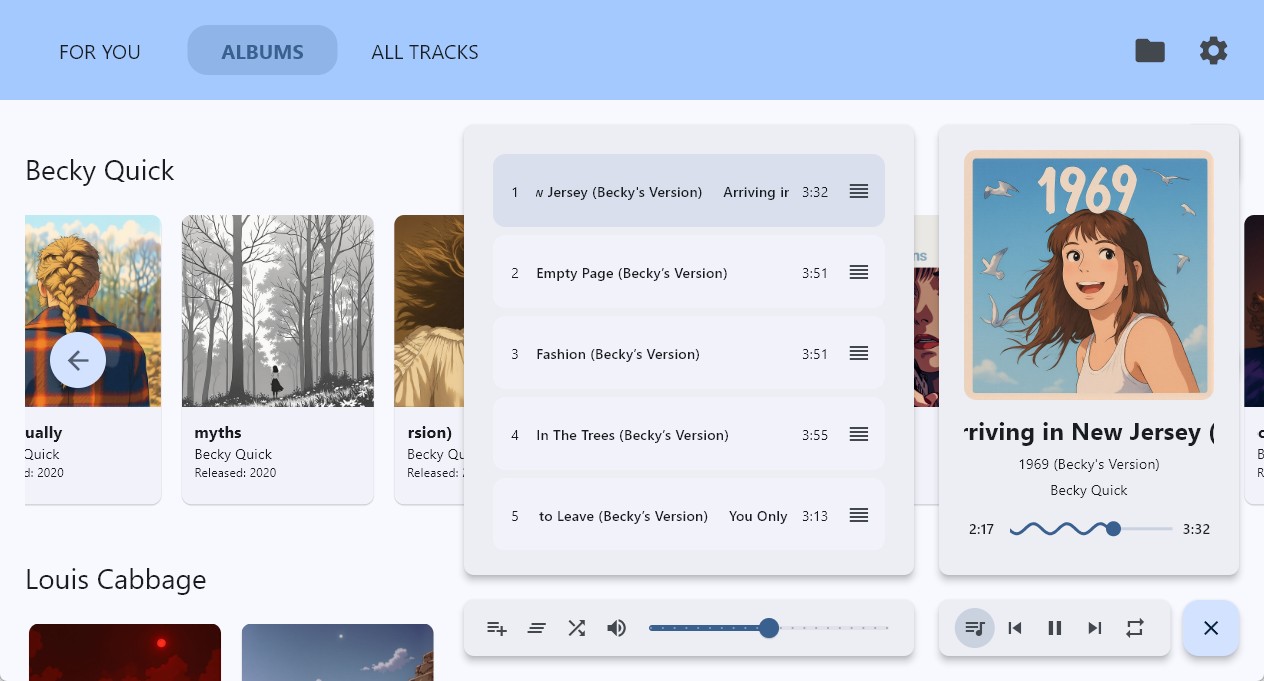 FOR YOU
ALBUMS
ALL TRACKS
Becky Quick
ually
Quick
d: 2020
myths
Becky Quick
Released: 2020
rsion)
Becky Qu
Released:
1 w Jersey (Becky's Version) Arriving in 3:32
2 Empty Page (Becky’s Version) 3:51
3 Fashion (Becky’s Version) 3:51
4 In The Trees (Becky’s Version) 3:55
5 to Leave (Becky’s Version) You Only 3:13
ns
1969
rriving in New Jersey (
1969 (Becky's Version)
Becky Quick
2:17
3:32
B
R
Louis Cabbage